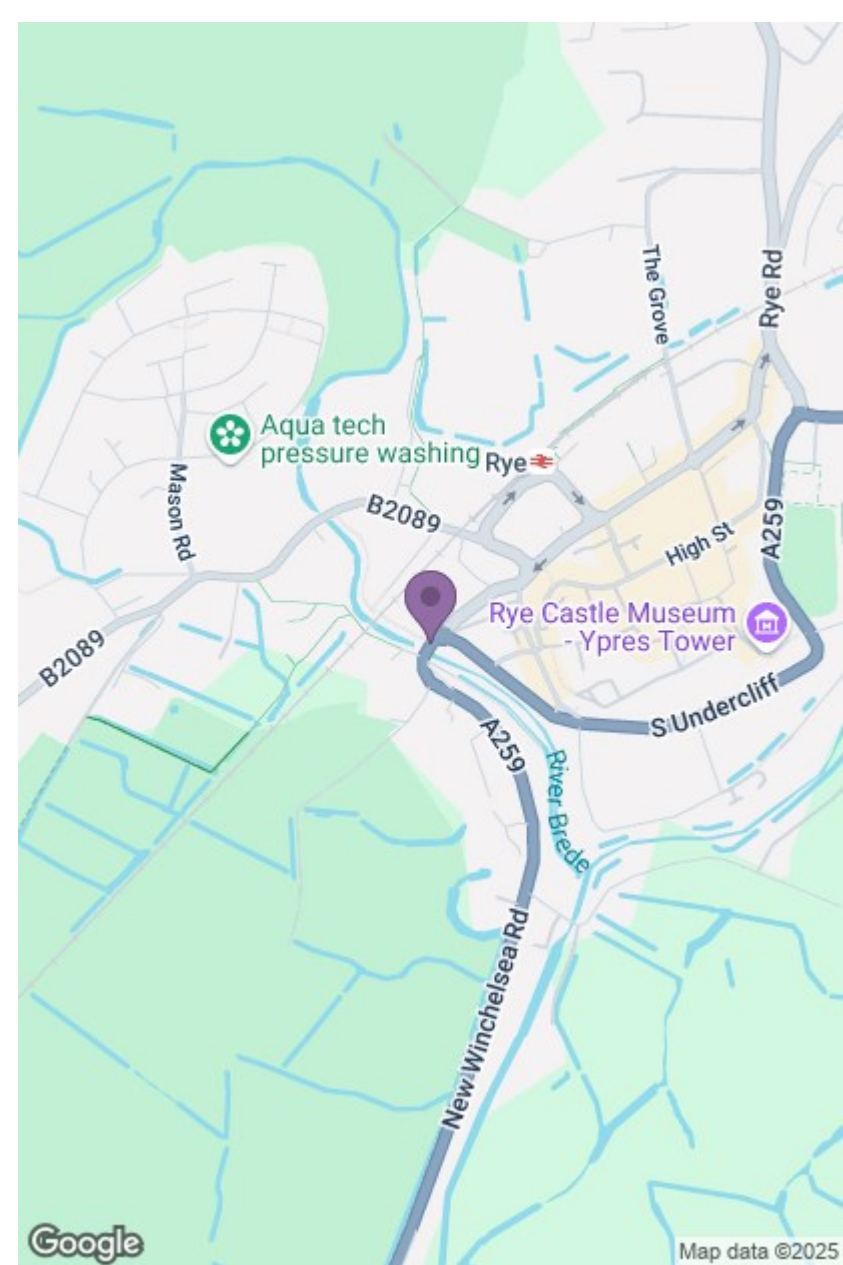 The Grove
Rye Rd
Aqua tech
pressure washing
Rye
Mason Rd
B2089
High St
A259
Rye Castle Museum
- Ypres Tower
B2089
S Undercliff
A259
River Brede
New Winchelsea Rd
Google
Map data ©2025